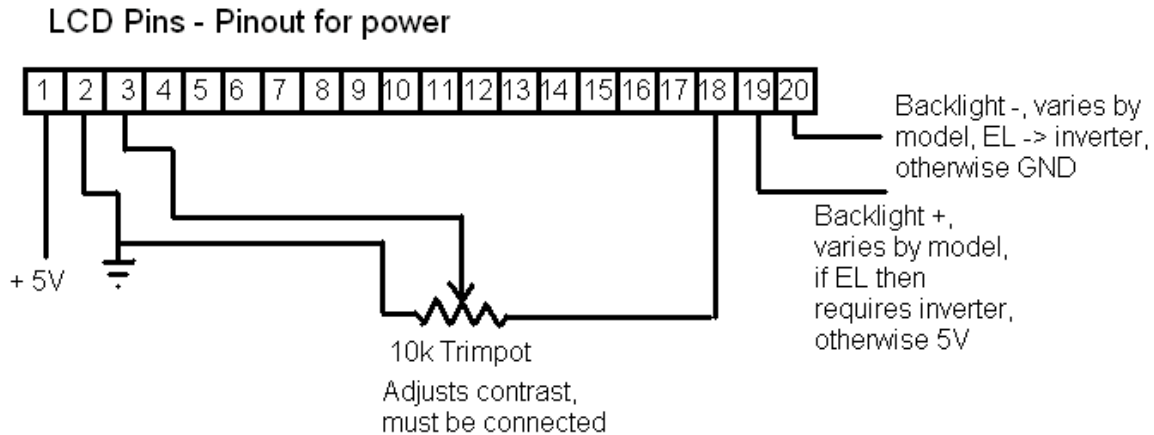 LCD Pins - Pinout for power
1 2 3 4 5 6 7 8 9 10 11 12 13 14 15 16 17 18 19 20
Backlight -, varies by
model, EL -> inverter,
otherwise GND
Backlight +,
varies by model,
if EL then
requires inverter,
otherwise 5V
+ 5V
10k Trimpot
Adjusts contrast,
must be connected